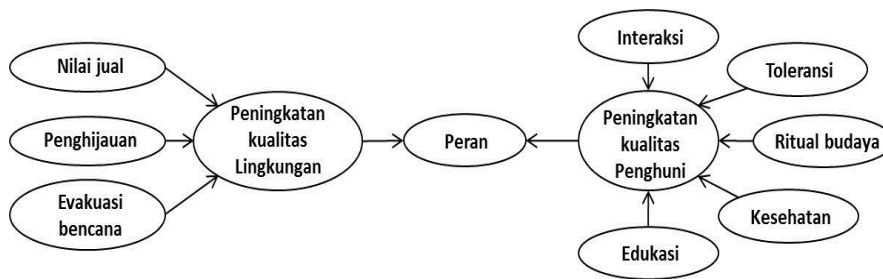 Nilai jual
Penghijauan
Evakuasi
bencana
Peningkatan
kualitas
Lingkungan
Peran
Peningkatan
kualitas
Penghuni
Interaksi
Toleransi
Ritual budaya
Kesehatan
Edukasi